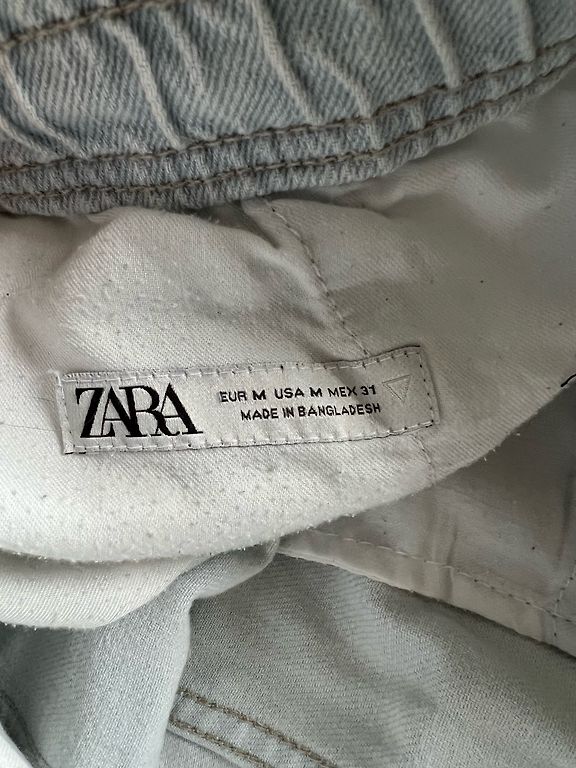 ZARA
EUR M USA M MEX 31
MADE IN BANGLADESH